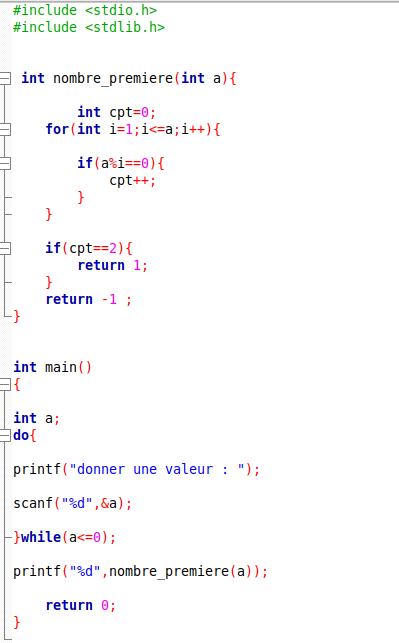 #include <stdio.h>
#include <stdlib.h>
int nombre_premiere(int a){
int cpt=0;
for(int i=1;i<=a;i++){
if(a%i==0){
cpt++;
}
}
if(cpt==2){
return 1;
}
return -1 ;
}
int main()
{
int a;
do{
printf("donner une valeur : ");
scanf("%d",&a);
}while(a<=0);
printf("%d",nombre_premiere(a));
return 0;
}